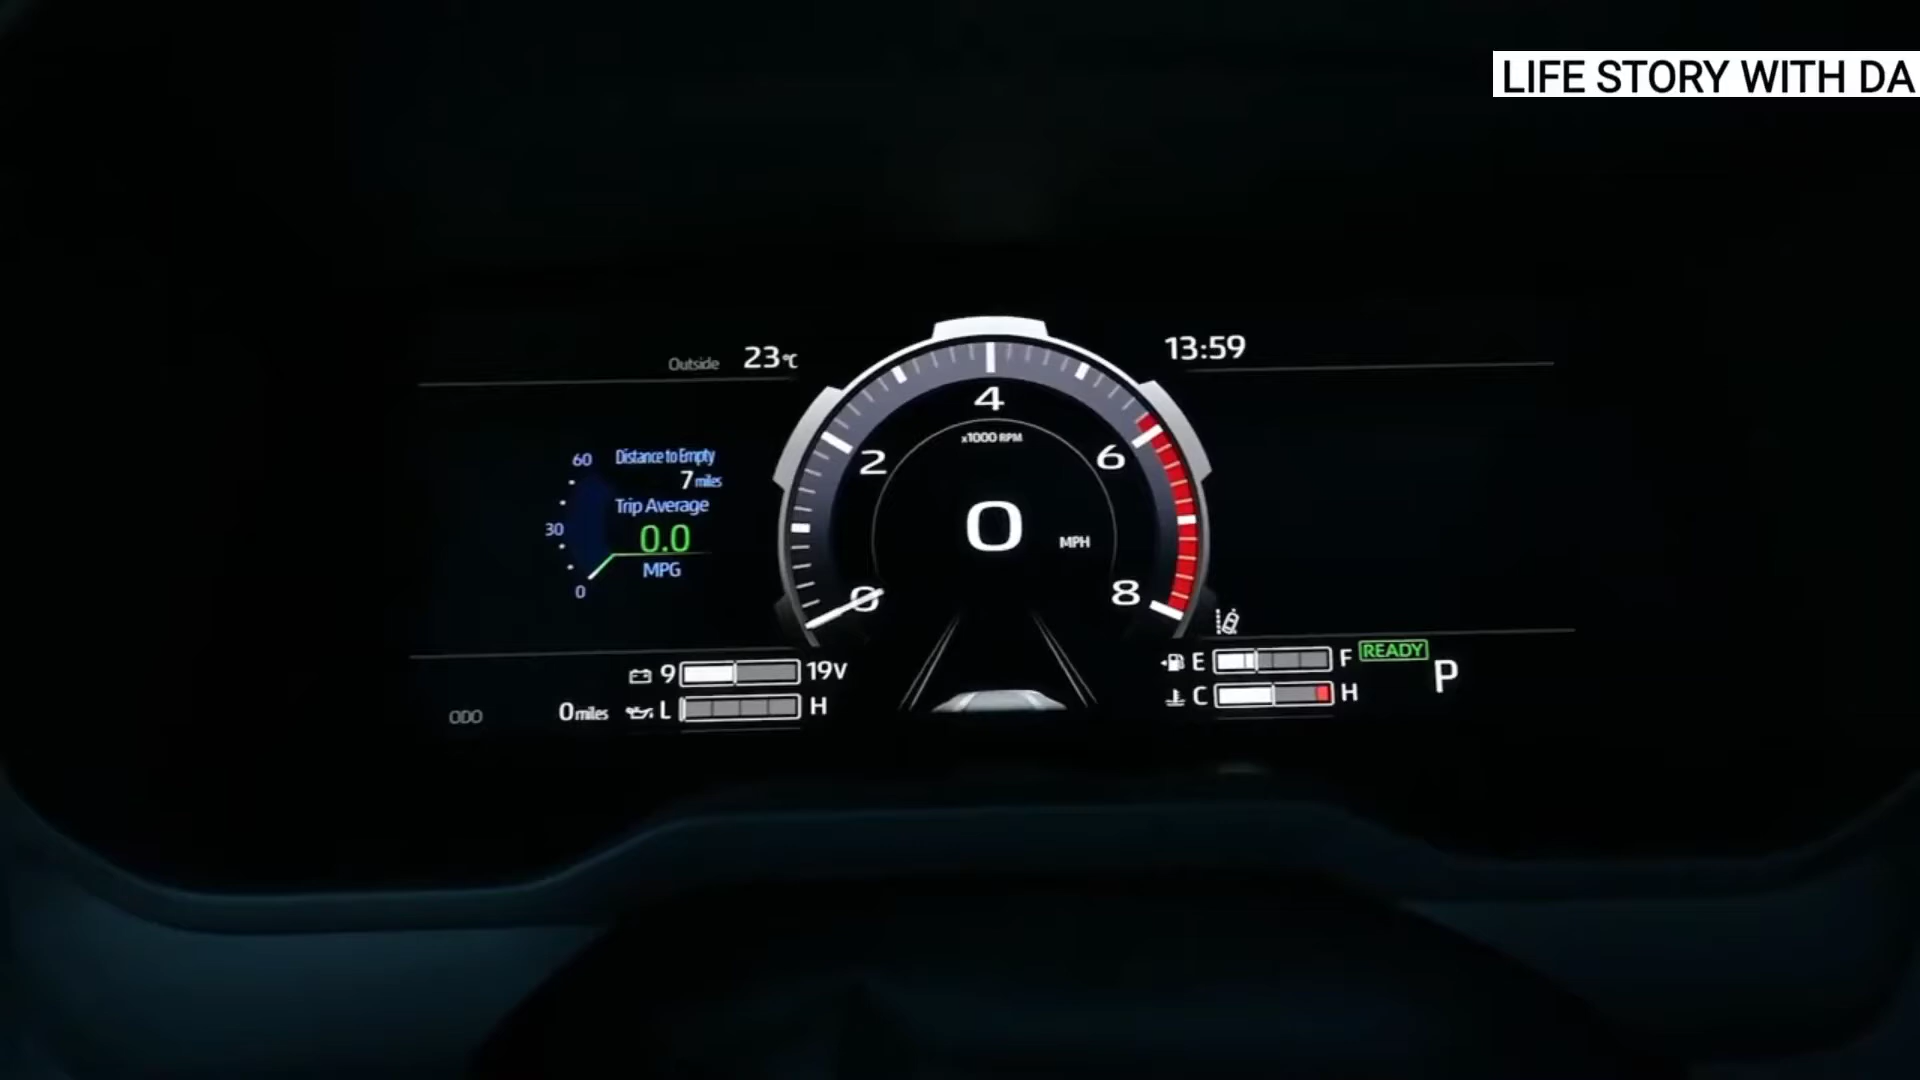 LIFE STORY WITH DA
Outside 23°C
13:59
60
Distance to Empty
7 miles
Trip Average
30
0.0
MPG
0
4
x1000 RPM
2
6
0
MPH
0
8
9 19V
E F READY
P
ODO 0 miles L H
C H